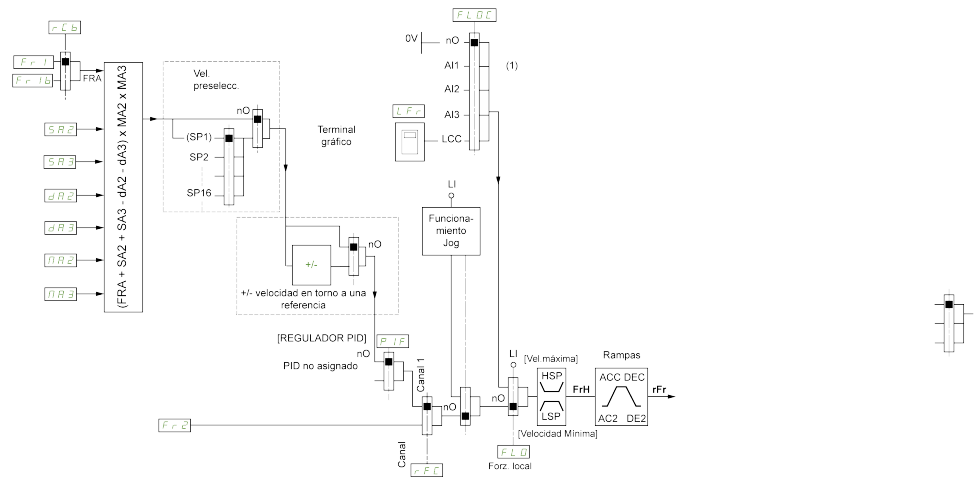 rCb
Fr1
Fr1b
FRA
SA2
SA3
dA2
dA3
MA2
MA3
(FRA + SA2 + SA3 - dA2 - dA3) x MA2 x MA3
Vel.
preselecc.
nO
(SP1)
SP2
SP16
Terminal
gráfico
+/-
nO
+/- velocidad en torno a una
referencia
[REGULADOR PID]
PIF
nO
PID no asignado
Canal 1
Fr2
Canal
rFC
nO
FLOC
0V
nO
AI1
(1)
AI2
AI3
LFr
LCC
LI
Funciona-
miento
Jog
LI
nO
FLO
Forz. local
[Vel.máxima]
HSP
LSP
[Velocidad Mínima]
FrH
Rampas
ACC DEC
AC2 DE2
rFr